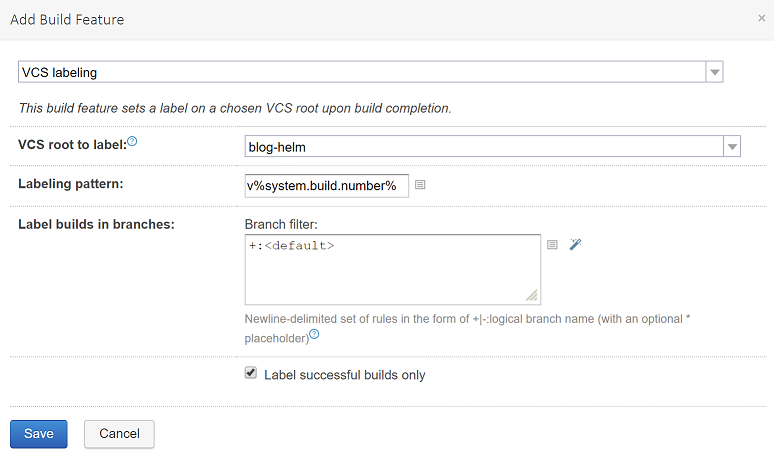 Add Build Feature
×
VCS labeling
This build feature sets a label on a chosen VCS root upon build completion.
VCS root to label:?
blog-helm
Labeling pattern:
v%system.build.number%
Label builds in branches:
Branch filter:
+:<default>
Newline-delimited set of rules in the form of +|-:logical branch name (with an optional *
placeholder)?
Label successful builds only
Save
Cancel